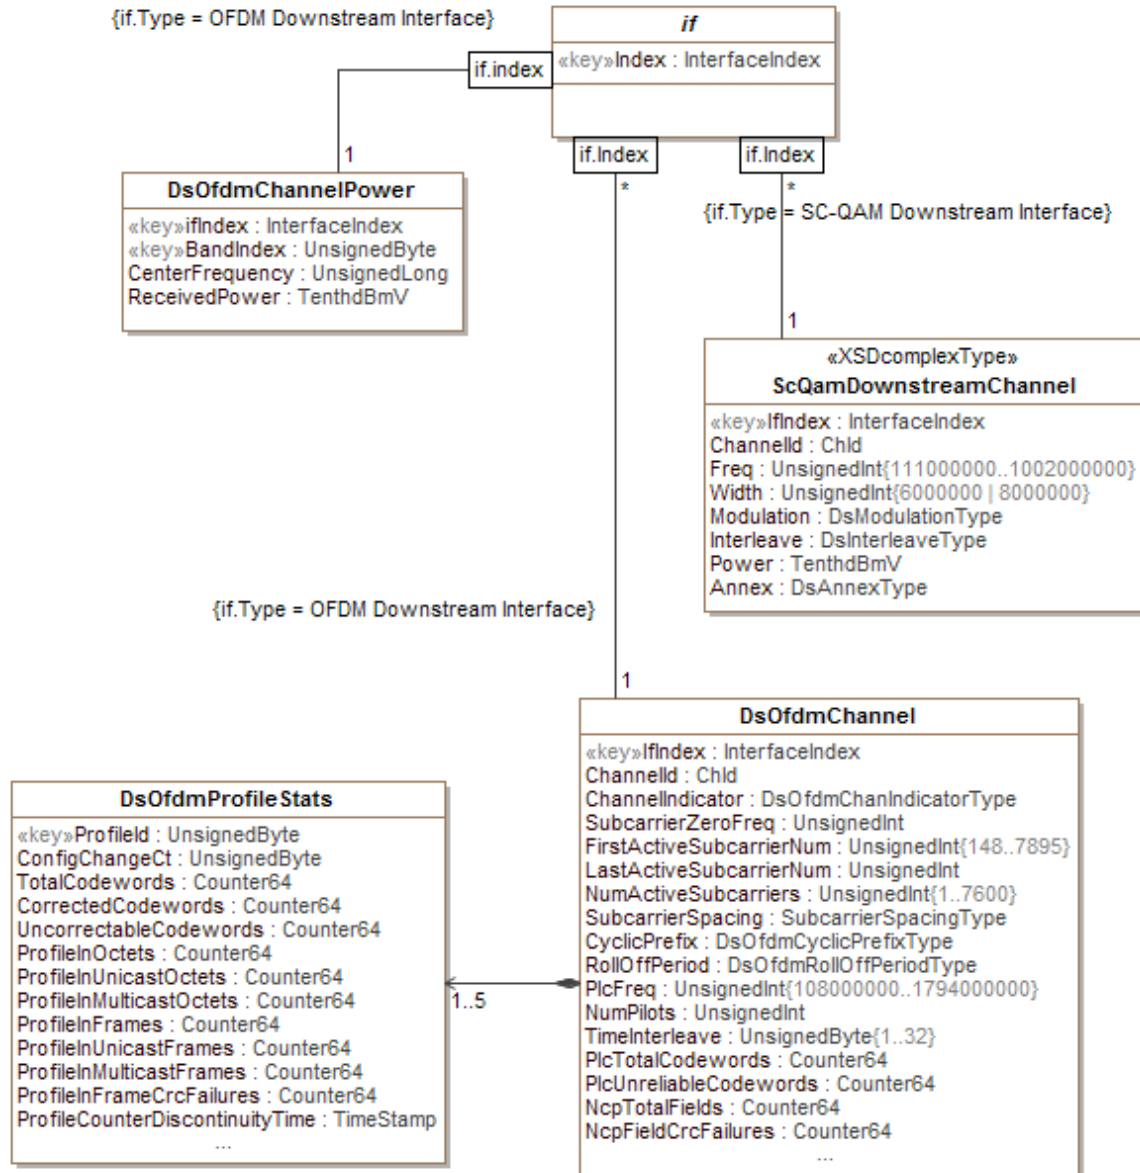 {if.Type = OFDM Downstream Interface}
if
«key»Index : InterfaceIndex
if.index
if.Index
if.Index
1
*
*
{if.Type = SC-QAM Downstream Interface}
DsOfdmChannelPower
«key»ifIndex : InterfaceIndex
«key»BandIndex : UnsignedByte
CenterFrequency : UnsignedLong
ReceivedPower : TenthdBmV
1
«XSDcomplexType»
ScQamDownstreamChannel
«key»IfIndex : InterfaceIndex
ChannelId : ChId
Freq : UnsignedInt{111000000..1002000000}
Width : UnsignedInt{6000000 | 8000000}
Modulation : DsModulationType
Interleave : DsInterleaveType
Power : TenthdBmV
Annex : DsAnnexType
{if.Type = OFDM Downstream Interface}
1
DsOfdmChannel
«key»IfIndex : InterfaceIndex
ChannelId : ChId
ChannelIndicator : DsOfdmChanIndicatorType
SubcarrierZeroFreq : UnsignedInt
FirstActiveSubcarrierNum : UnsignedInt{148..7895}
LastActiveSubcarrierNum : UnsignedInt
NumActiveSubcarriers : UnsignedInt{1..7600}
SubcarrierSpacing : SubcarrierSpacingType
CyclicPrefix : DsOfdmCyclicPrefixType
RollOffPeriod : DsOfdmRollOffPeriodType
PlcFreq : UnsignedInt{108000000..1794000000}
NumPilots : UnsignedInt
TimeInterleave : UnsignedByte{1..32}
PlcTotalCodewords : Counter64
PlcUnreliableCodewords : Counter64
NcpTotalFields : Counter64
NcpFieldCrcFailures : Counter64
...
1..5
DsOfdmProfileStats
«key»ProfileId : UnsignedByte
ConfigChangeCt : UnsignedByte
TotalCodewords : Counter64
CorrectedCodewords : Counter64
UncorrectableCodewords : Counter64
ProfileInOctets : Counter64
ProfileInUnicastOctets : Counter64
ProfileInMulticastOctets : Counter64
ProfileInFrames : Counter64
ProfileInUnicastFrames : Counter64
ProfileInMulticastFrames : Counter64
ProfileInFrameCrcFailures : Counter64
ProfileCounterDiscontinuityTime : TimeStamp
...